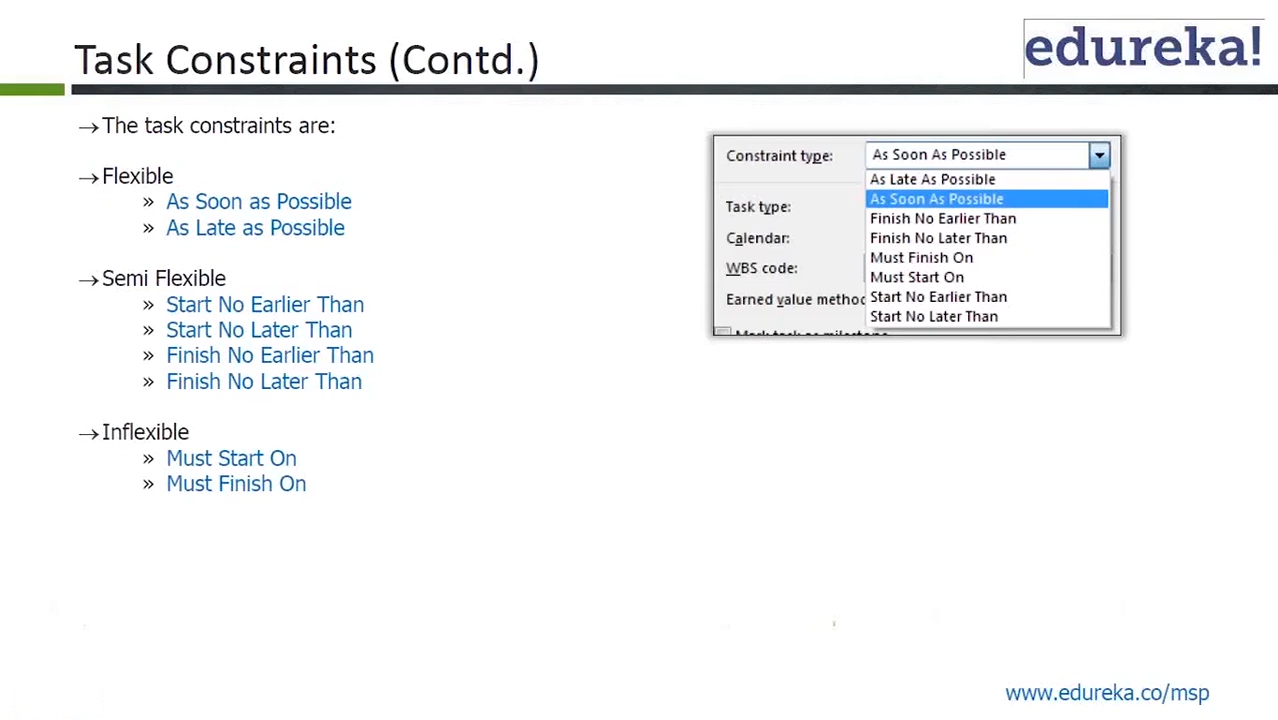 Task Constraints (Contd.)
edureka!
→The task constraints are:
→Flexible
» As Soon as Possible
» As Late as Possible
→Semi Flexible
» Start No Earlier Than
» Start No Later Than
» Finish No Earlier Than
» Finish No Later Than
→Inflexible
» Must Start On
» Must Finish On
Constraint type: As Soon As Possible
As Late As Possible
As Soon As Possible
Finish No Earlier Than
Finish No Later Than
Must Finish On
Must Start On
Start No Earlier Than
Start No Later Than
Task type:
Calendar:
WBS code:
Earned value metho
Mark task as milestone
www.edureka.co/msp